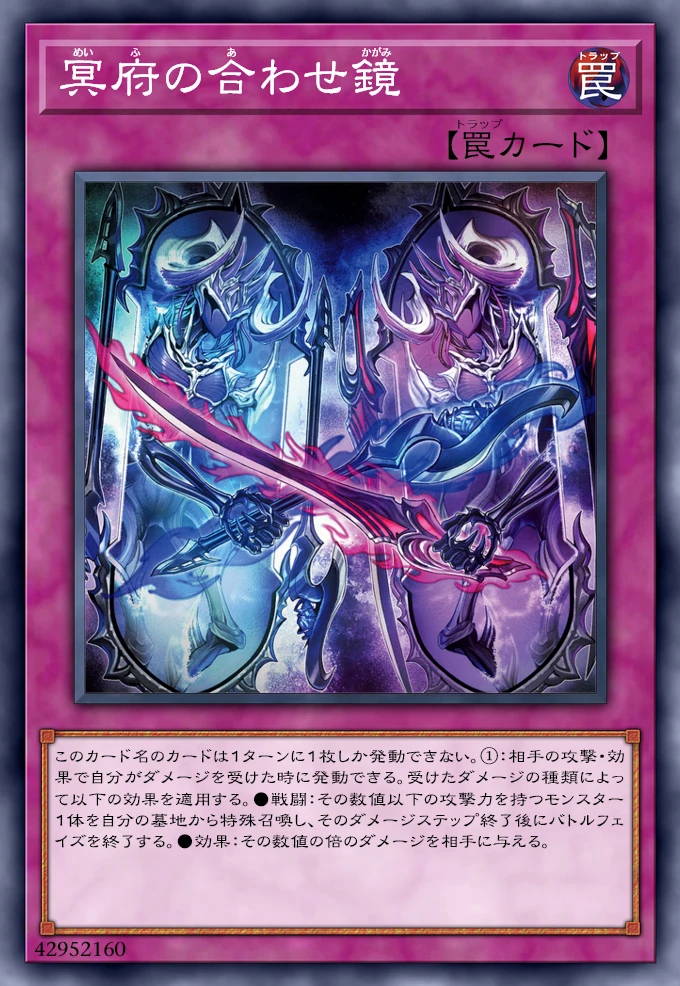 めい ふ あ かがみ
冥府の合わせ鏡
トラップ
罠
トラップ
【罠カード】
このカード名のカードは1ターンに1枚しか発動できない。①:相手の攻撃・効
果で自分がダメージを受けた時に発動できる。受けたダメージの種類によっ
て以下の効果を適用する。●戦闘:その数値以下の攻撃力を持つモンスター
1体を自分の墓地から特殊召喚し、そのダメージステップ終了後にバトルフェ
イズを終了する。●効果:その数値の倍のダメージを相手に与える。
42952160